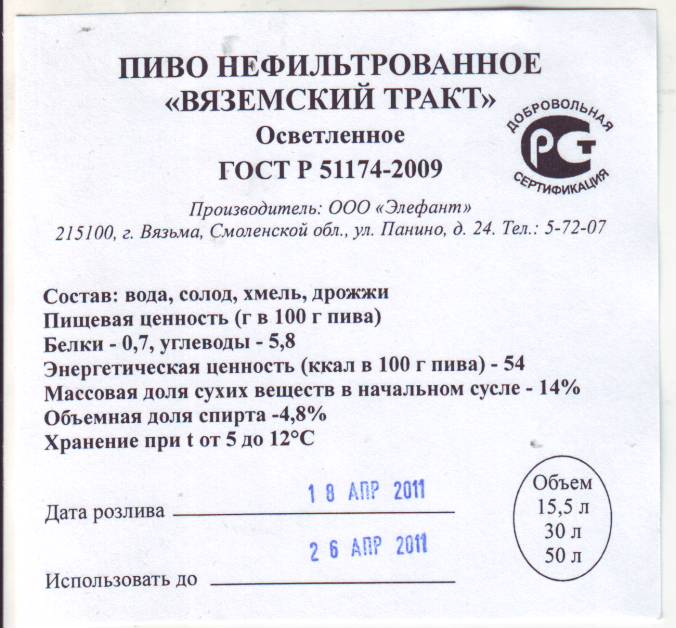 ПИВО НЕФИЛЬТРОВАННОЕ
«ВЯЗЕМСКИЙ ТРАКТ»
Осветленное
ГОСТ Р 51174-2009
ДОБРОВОЛЬНАЯ
РСТ
СЕРТИФИКАЦИЯ
Производитель: ООО «Элефант»
215100, г. Вязьма, Смоленской обл., ул. Панино, д. 24. Тел.: 5-72-07
Состав: вода, солод, хмель, дрожжи
Пищевая ценность (г в 100 г пива)
Белки - 0,7, углеводы - 5,8
Энергетическая ценность (ккал в 100 г пива) - 54
Массовая доля сухих веществ в начальном сусле - 14%
Объемная доля спирта -4,8%
Хранение при t от 5 до 12°С
Дата розлива 18 АПР 2011
Использовать до 26 АПР 2011
Объем
15,5 л
30 л
50 л